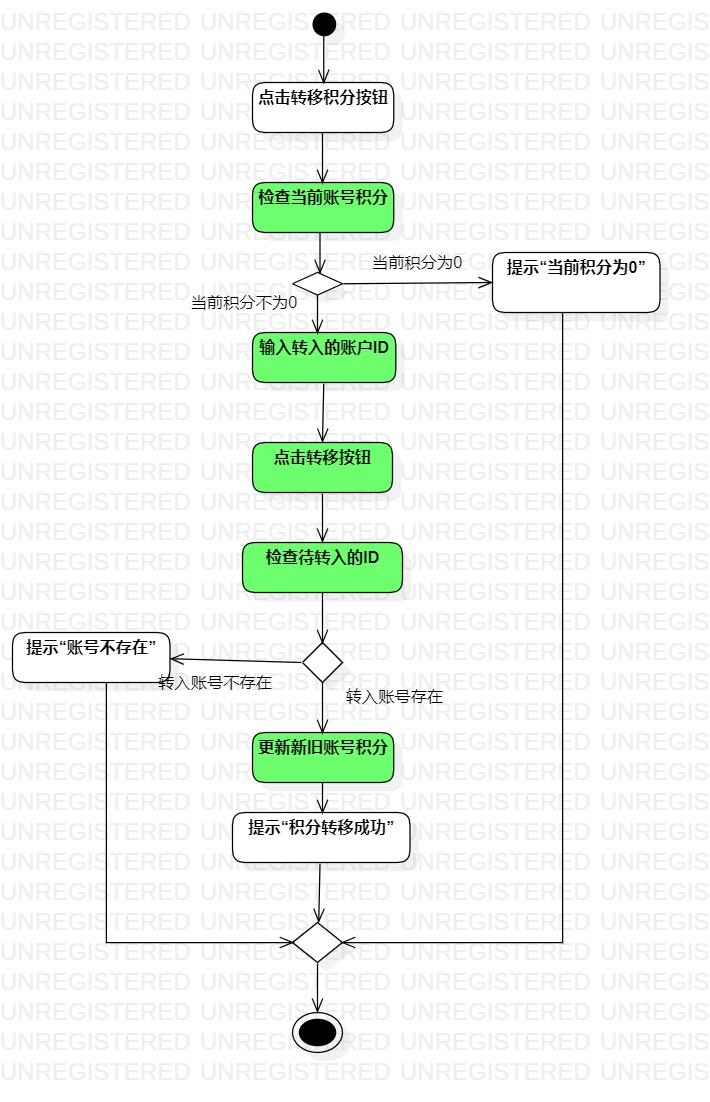 点击转移积分按钮
检查当前账号积分
当前积分为0
提示“当前积分为0”
当前积分不为0
输入转入的账户ID
点击转移按钮
检查待转入的ID
提示“账号不存在”
转入账号不存在
转入账号存在
更新新旧账号积分
提示“积分转移成功”